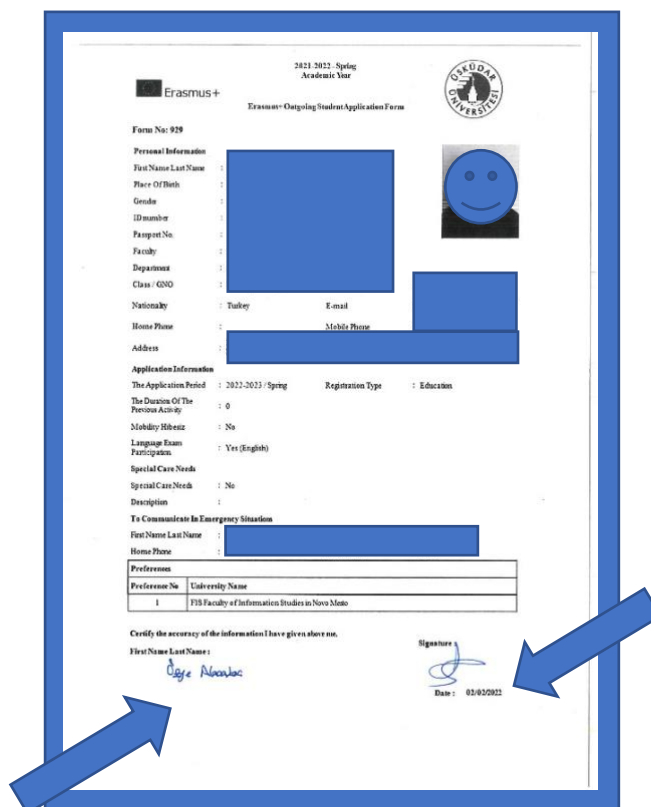 2021-2022 - Spring
Academic Year
Erasmus+
ÜSKÜDAR ÜNİVERSİTESİ
Erasmus+ Outgoing Student Application Form
Form No: 929
Personal Information
First Name Last Name :
Place Of Birth :
Gender :
ID number :
Passport No. :
Faculty :
Department :
Class / GNO :
Nationality : Turkey E-mail
Home Phone : Mobile Phone
Address :
Application Information
The Application Period : 2022-2023 / Spring Registration Type : Education
The Duration Of The
Previous Activity : 0
Mobility Hibesiz : No
Language Exam
Participation : Yes (English)
Special Care Needs
Special Care Needs : No
Description :
To Communicate In Emergency Situations
First Name Last Name :
Home Phone :
Preferences
Preference No University Name
1 FIS Faculty of Information Studies in Novo Mesto
Certify the accuracy of the information I have given above me.
First Name Last Name :
Signature :
Date : 02/02/2022